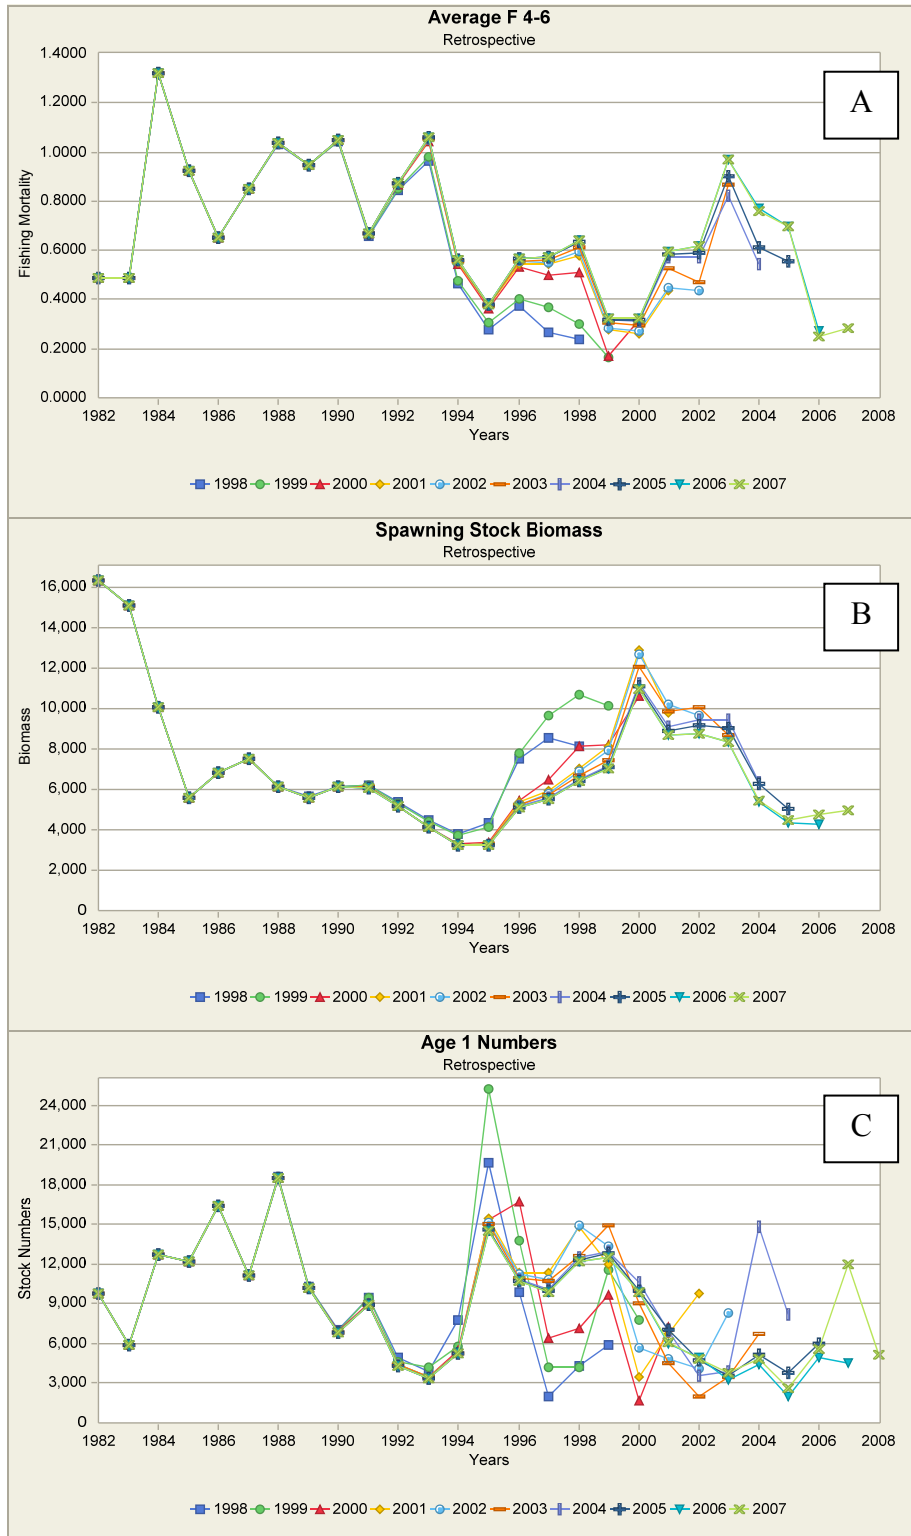 Average F 4-6
Retrospective
A
Fishing Mortality
1.4000
1.2000
1.0000
0.8000
0.6000
0.4000
0.2000
0.0000
1982 1984 1986 1988 1990 1992 1994 1996 1998 2000 2002 2004 2006 2008
Years
1998 1999 2000 2001 2002 2003 2004 2005 2006 2007
Spawning Stock Biomass
Retrospective
B
Biomass
16,000
14,000
12,000
10,000
8,000
6,000
4,000
2,000
0
1982 1984 1986 1988 1990 1992 1994 1996 1998 2000 2002 2004 2006 2008
Years
1998 1999 2000 2001 2002 2003 2004 2005 2006 2007
Age 1 Numbers
Retrospective
C
Stock Numbers
24,000
21,000
18,000
15,000
12,000
9,000
6,000
3,000
0
1982 1984 1986 1988 1990 1992 1994 1996 1998 2000 2002 2004 2006 2008
Years
1998 1999 2000 2001 2002 2003 2004 2005 2006 2007